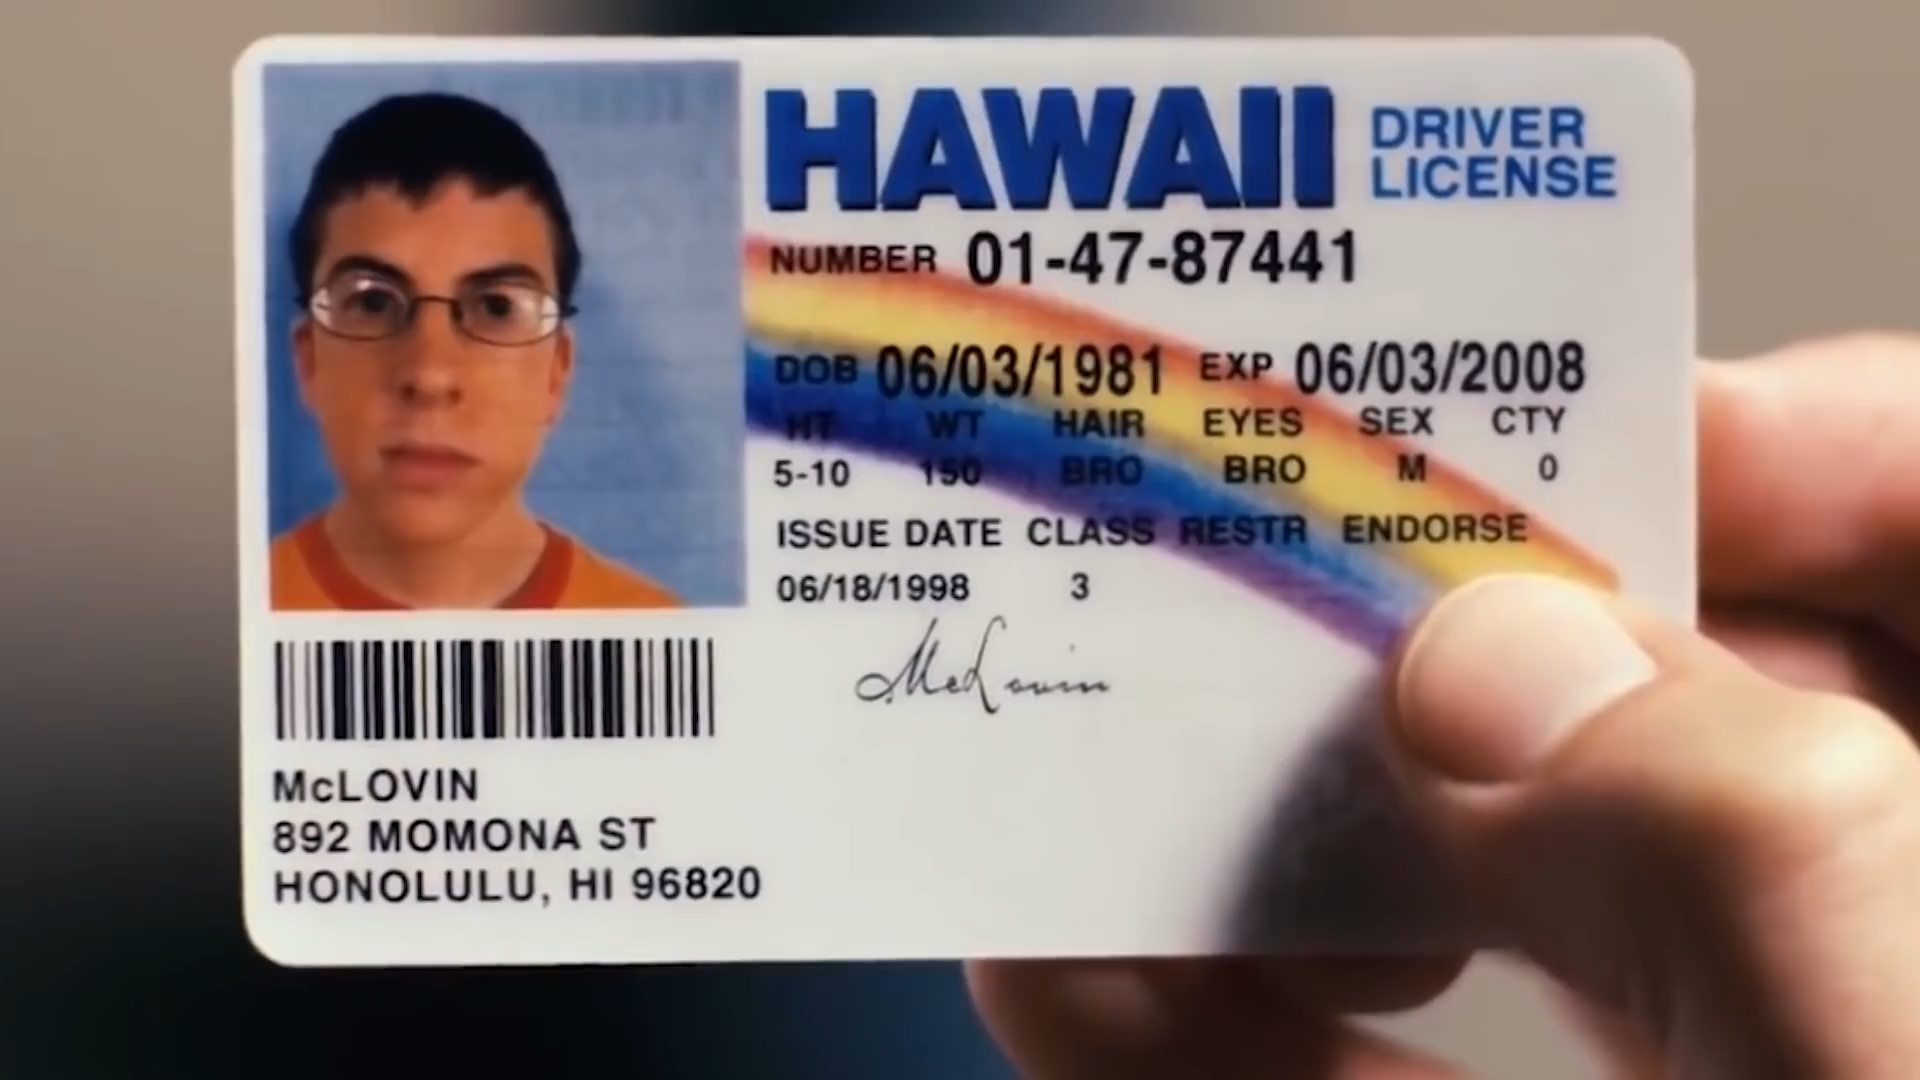 HAWAII DRIVER LICENSE
NUMBER 01-47-87441
DOB 06/03/1981 EXP 06/03/2008
HT WT HAIR EYES SEX CTY
5-10 150 BRO BRO M 0
ISSUE DATE CLASS RESTR ENDORSE
06/18/1998 3
McLovin
McLOVIN
892 MOMONA ST
HONOLULU, HI 96820